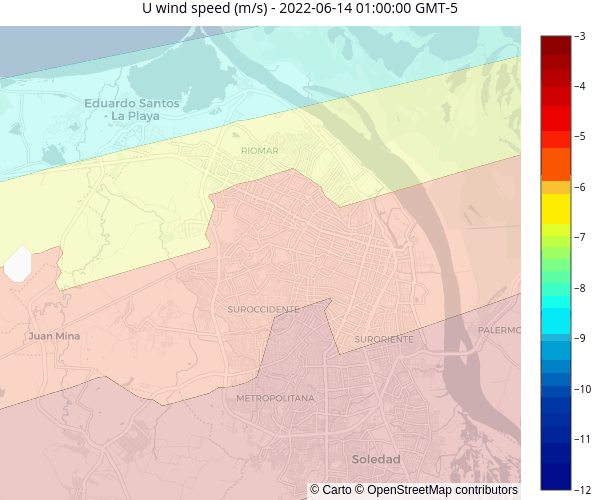 U wind speed (m/s) - 2022-06-14 01:00:00 GMT-5
Eduardo Santos
- La Playa
RIOMAR
SUROCCIDENTE
Juan Mina
SURORIENTE
PALERMO
METROPOLITANA
Soledad
© Carto © OpenStreetMap contributors
−3
−4
−5
−6
−7
−8
−9
−10
−11
−12